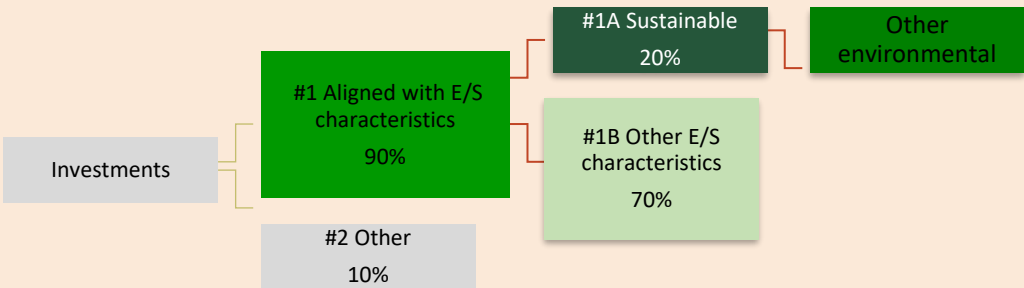 Investments
#1 Aligned with E/S
characteristics
90%
#2 Other
10%
#1A Sustainable
20%
#1B Other E/S
characteristics
70%
Other
environmental